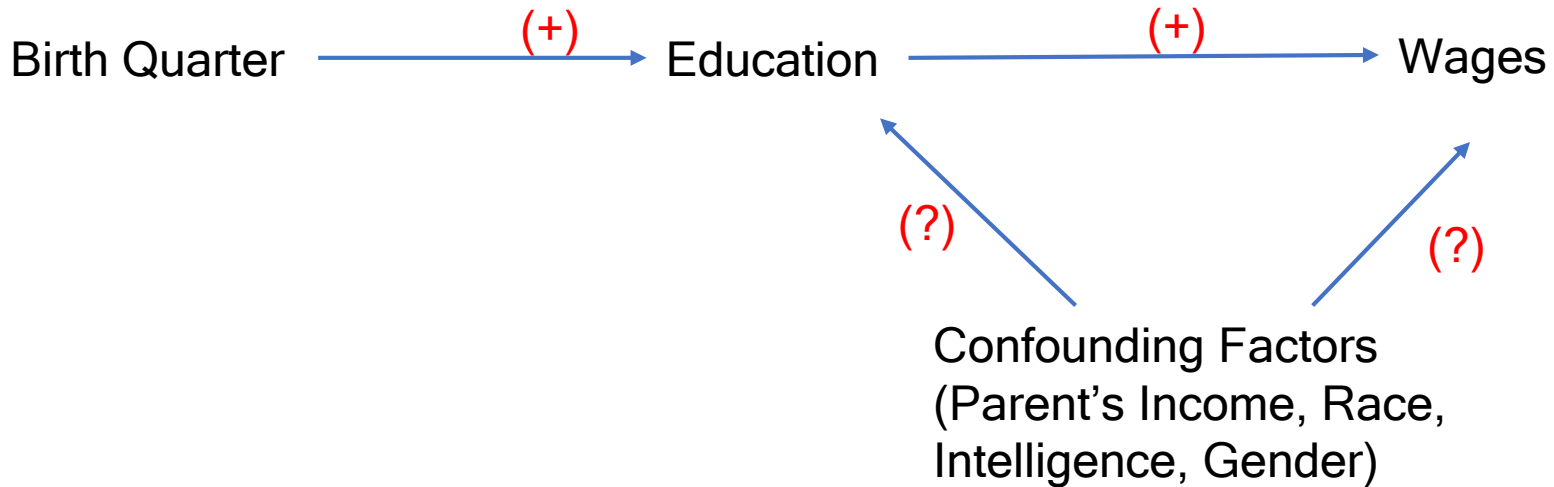 (+)
(+)
Birth Quarter
Education
Wages
(?)
(?)
Confounding Factors
(Parent’s Income, Race,
Intelligence, Gender)